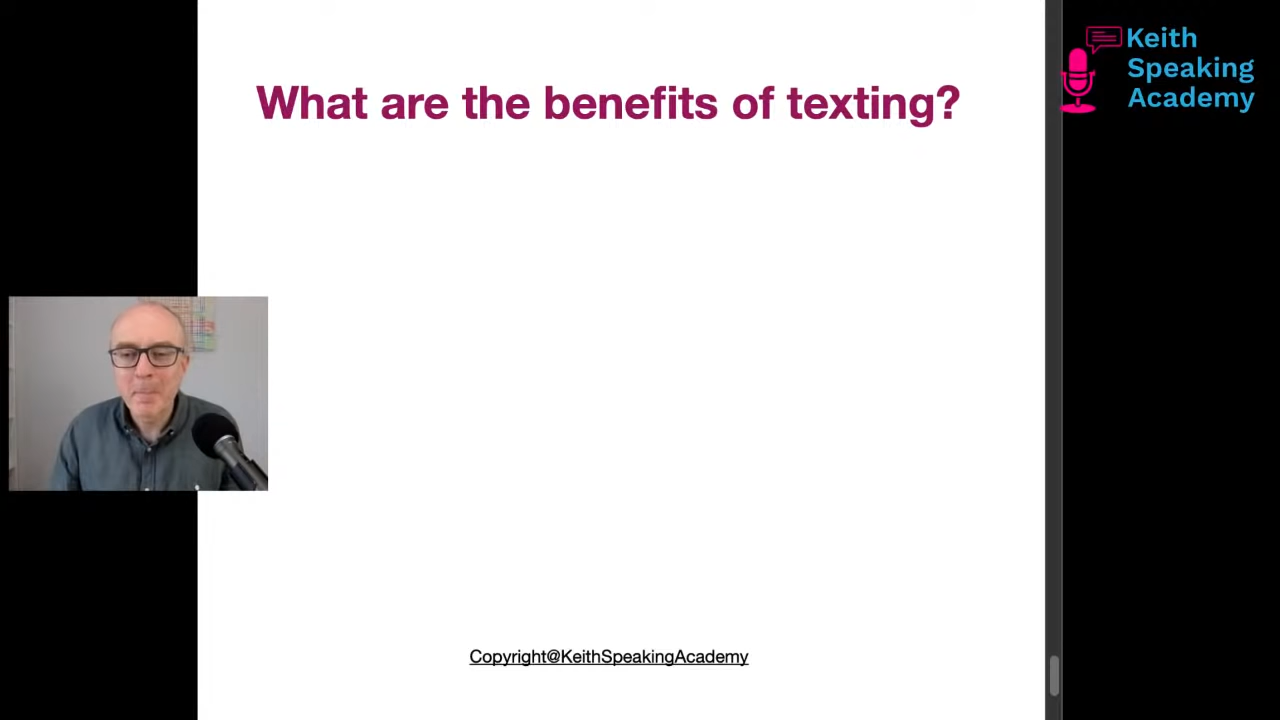 What are the benefits of texting?
Keith
Speaking
Academy
Copyright@KeithSpeakingAcademy